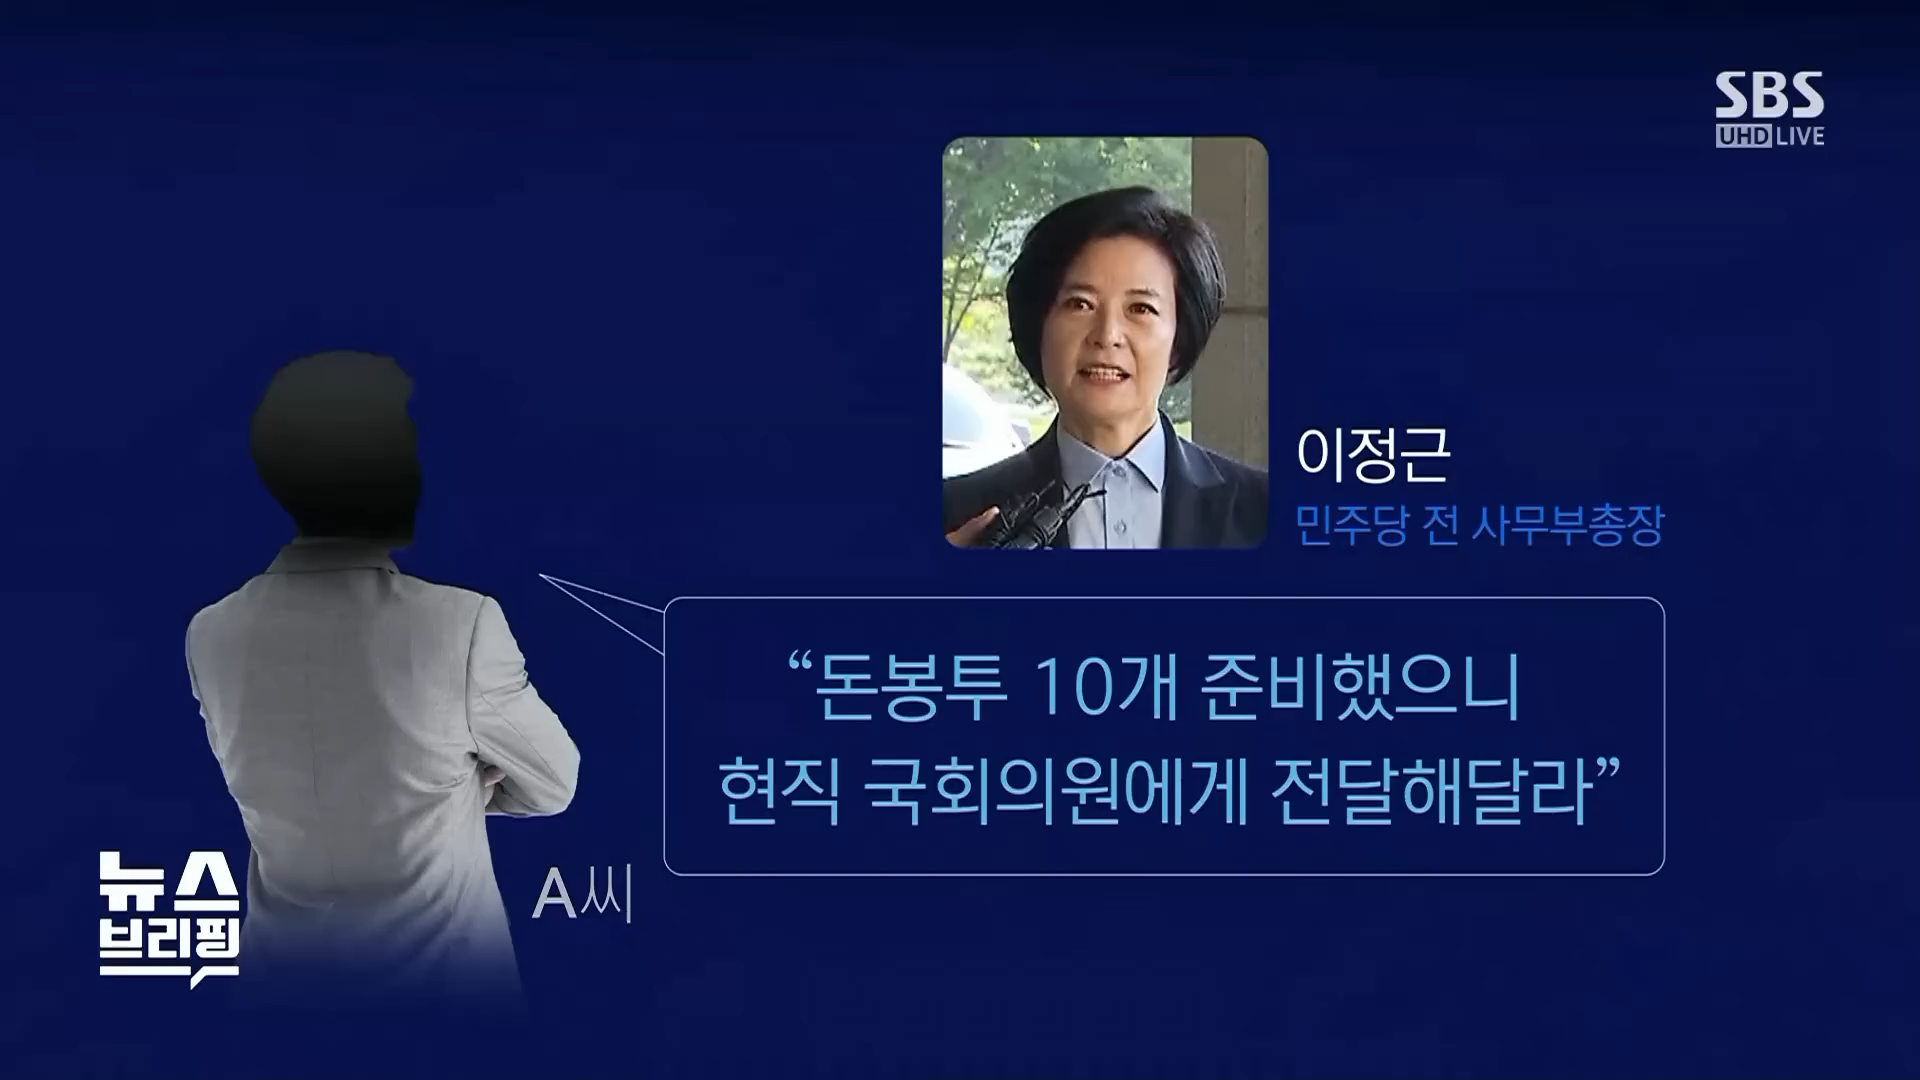 SBS
UHD LIVE
이정근
민주당 전 사무부총장
“돈봉투 10개 준비했으니
현직 국회의원에게 전달해달라”
A씨
뉴스
브리핑